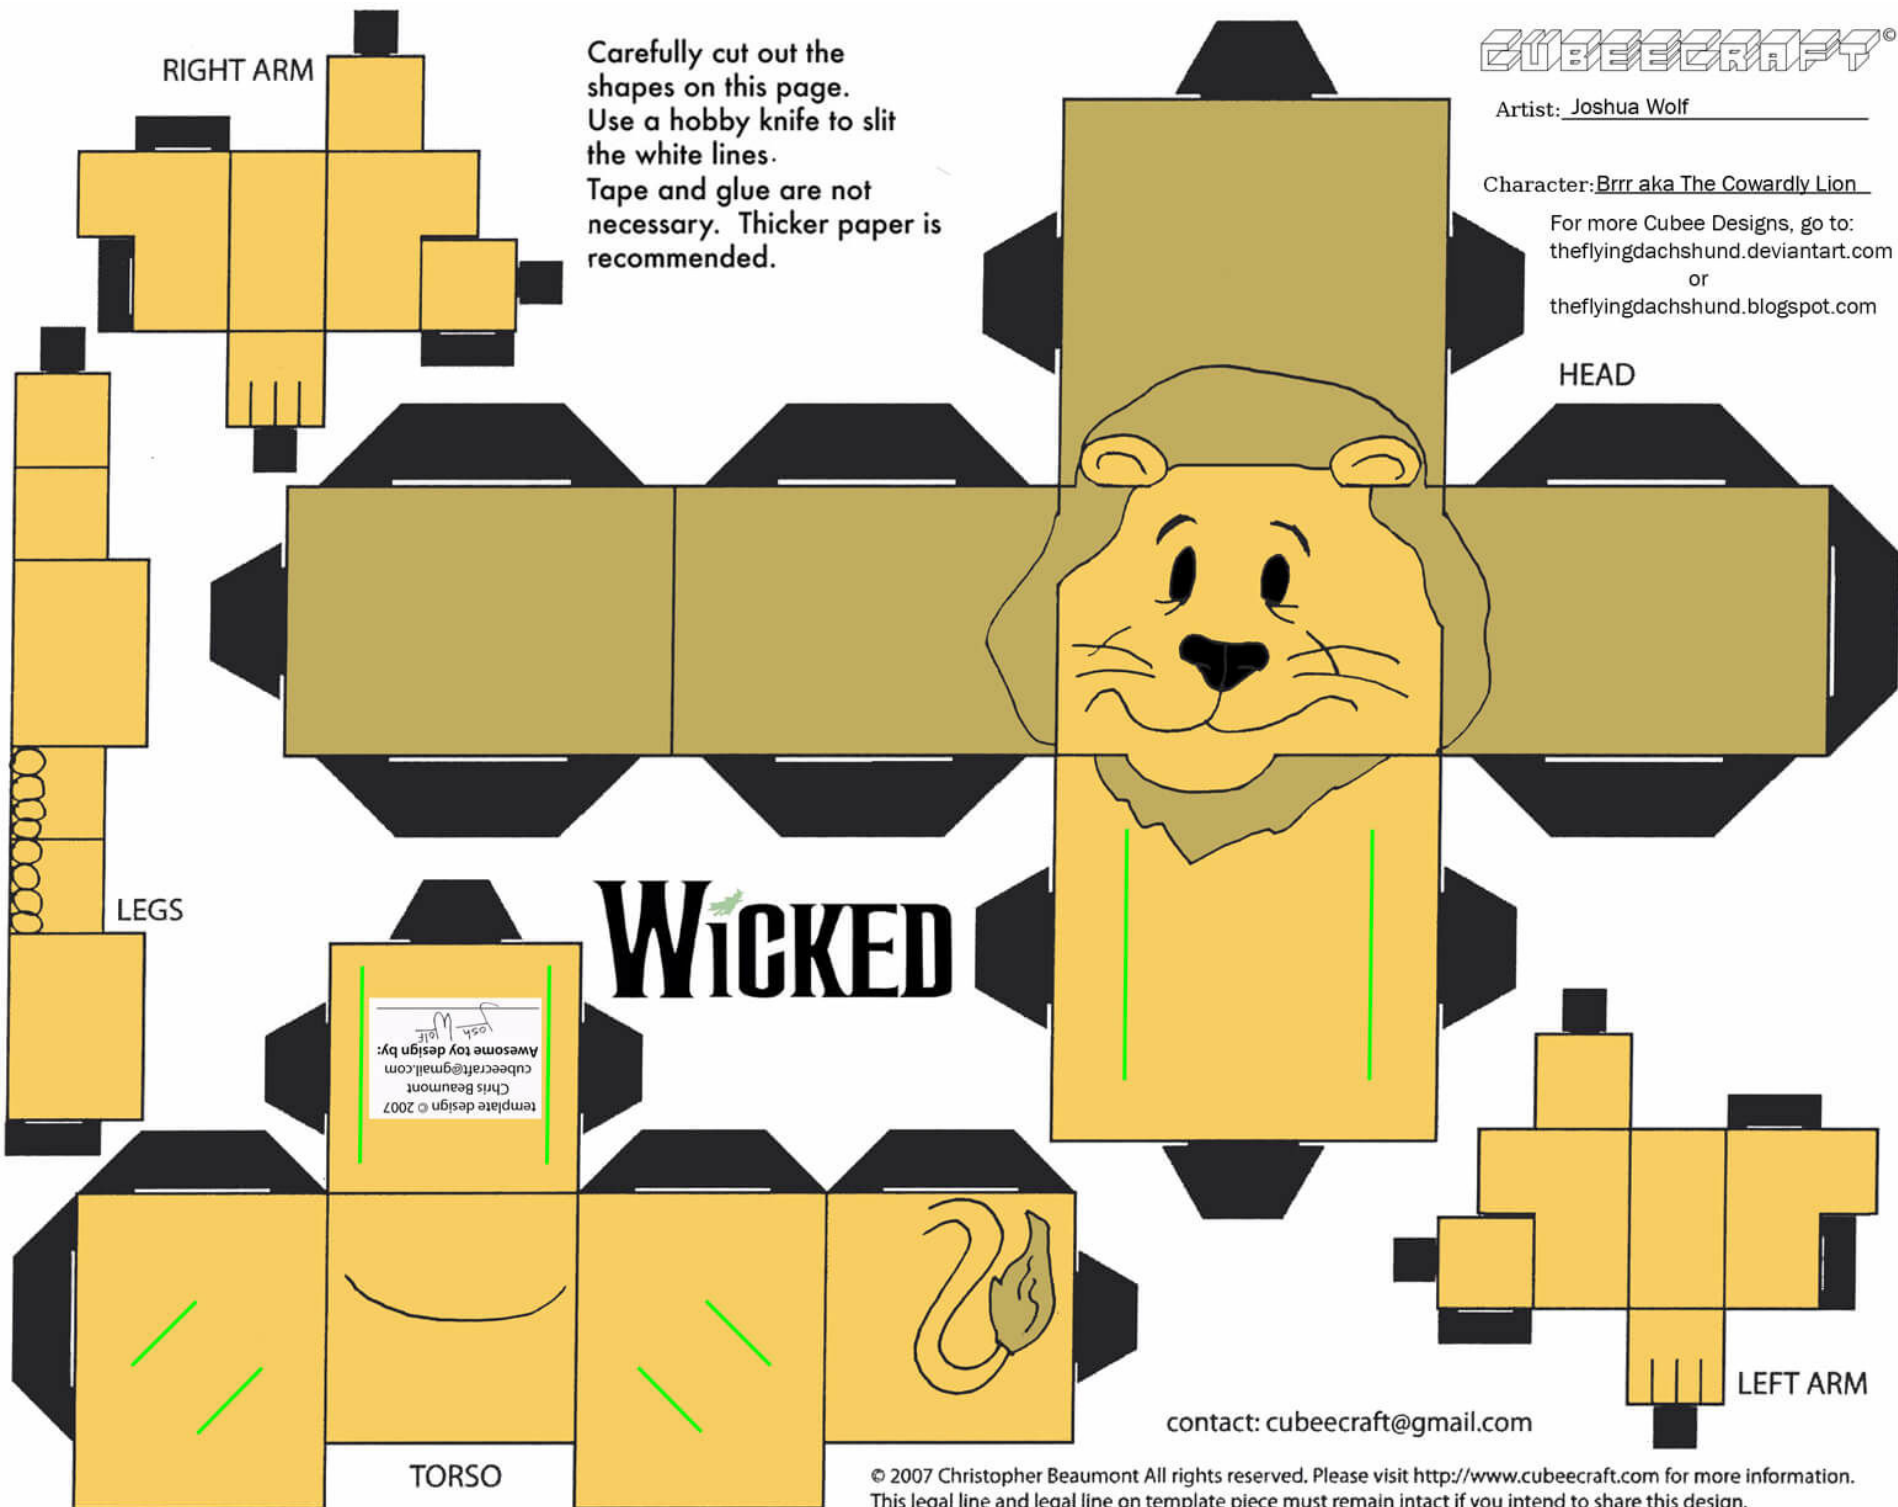 RIGHT ARM
Carefully cut out the
shapes on this page.
Use a hobby knife to slit
the white lines.
Tape and glue are not
necessary. Thicker paper is
recommended.
CUBEECRAFT©
Artist: Joshua Wolf
Character: Brrr aka The Cowardly Lion
For more Cubee Designs, go to:
theflyingdachshund.deviantart.com
or
theflyingdachshund.blogspot.com
HEAD
LEGS
WICKED
template design © 2007
Chris Beaumont
cubeecraft@gmail.com
Awesome toy design by:
Josh Wolf
TORSO
LEFT ARM
contact: cubeecraft@gmail.com
© 2007 Christopher Beaumont All rights reserved. Please visit http://www.cubeecraft.com for more information.
This legal line and legal line on template piece must remain intact if you intend to share this design.